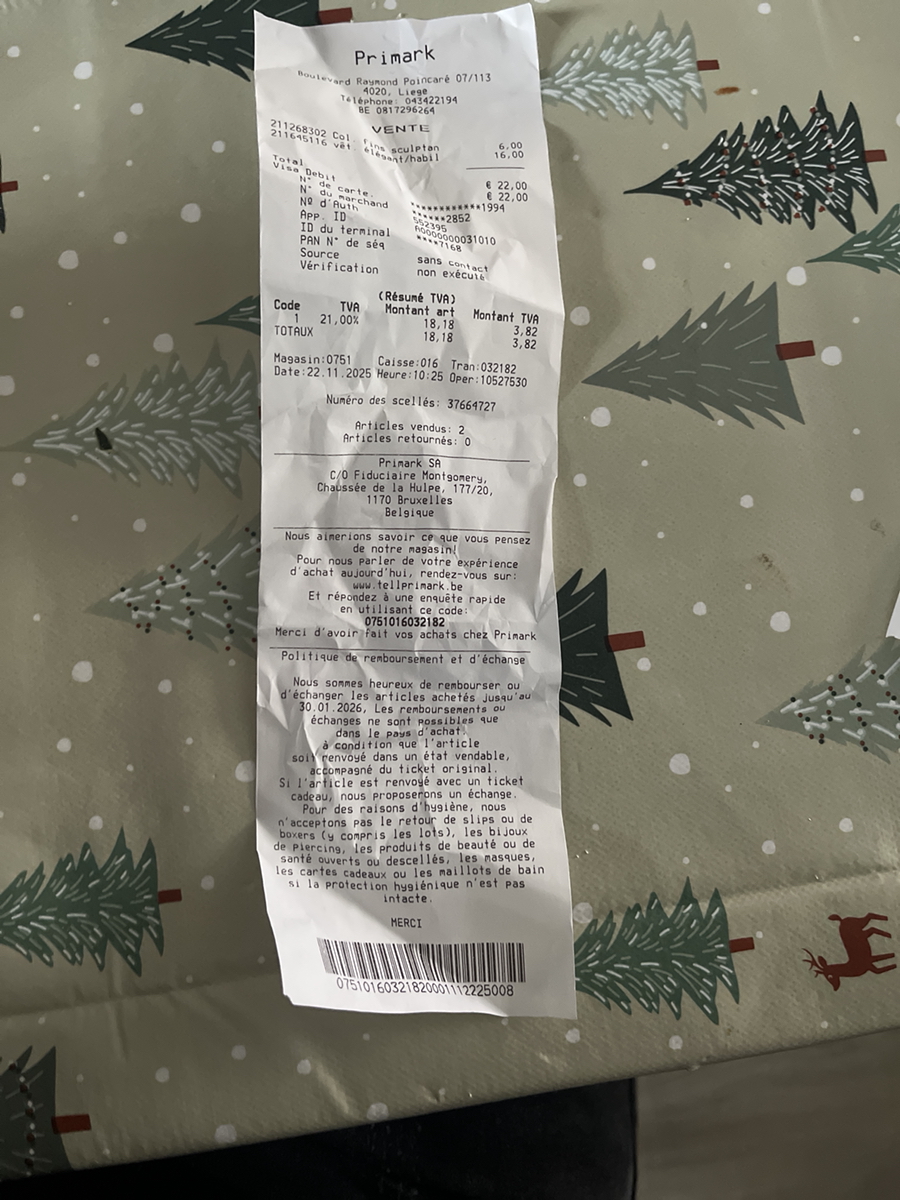 Primark
Boulevard Raymond Poincaré 07/113
4020, Liege
Téléphone: 043422194
BE 0817296264
VENTE
211268302 Col. fins sculptan 6,00
211645116 vêt. élégant/habil 16,00
Total € 22,00
Visa Debit € 22,00
N° de carte. ************1994
N° du marchand ******2852
Nº d'Auth 552395
App. ID A0000000031010
ID du terminal ****7168
PAN N° de séq
Source sans contact
Vérification non exécuté
(Résumé TVA)
Code TVA Montant art Montant TVA
1 21,00% 18,18 3,82
TOTAUX 18,18 3,82
Magasin:0751 Caisse:016 Tran:032182
Date:22.11.2025 Heure:10:25 Oper:10527530
Numéro des scellés: 37664727
Articles vendus: 2
Articles retournés: 0
Primark SA
C/O Fiduciaire Montgomery,
Chaussée de la Hulpe, 177/20,
1170 Bruxelles
Belgique
Nous aimerions savoir ce que vous pensez
de notre magasin!
Pour nous parler de votre expérience
d'achat aujourd'hui, rendez-vous sur:
www.tellprimark.be
Et répondez à une enquête rapide
en utilisant ce code:
0751016032182
Merci d'avoir fait vos achats chez Primark
Politique de remboursement et d'échange
Nous sommes heureux de rembourser ou
d'échanger les articles achetés jusqu'au
30.01.2026, Les remboursements ou
échanges ne sont possibles que
dans le pays d'achat.
à condition que l'article
soit renvoyé dans un état vendable,
accompagné du ticket original.
Si l'article est renvoyé avec un ticket
cadeau, nous proposerons un échange.
Pour des raisons d'hygiène, nous
n'acceptons pas le retour de slips ou de
boxers (y compris les lots), les bijoux
de piercing, les produits de beauté ou de
santé ouverts ou descellés, les masques,
les cartes cadeaux ou les maillots de bain
si la protection hygiénique n'est pas
intacte.
MERCI
07510160321820001112225008